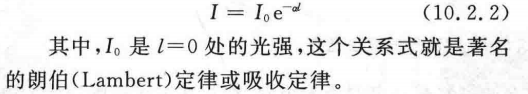 I = I₀e^{-αl} (10.2.2)
其中,I₀ 是 l=0 处的光强,这个关系式就是著名
的朗伯(Lambert)定律或吸收定律。